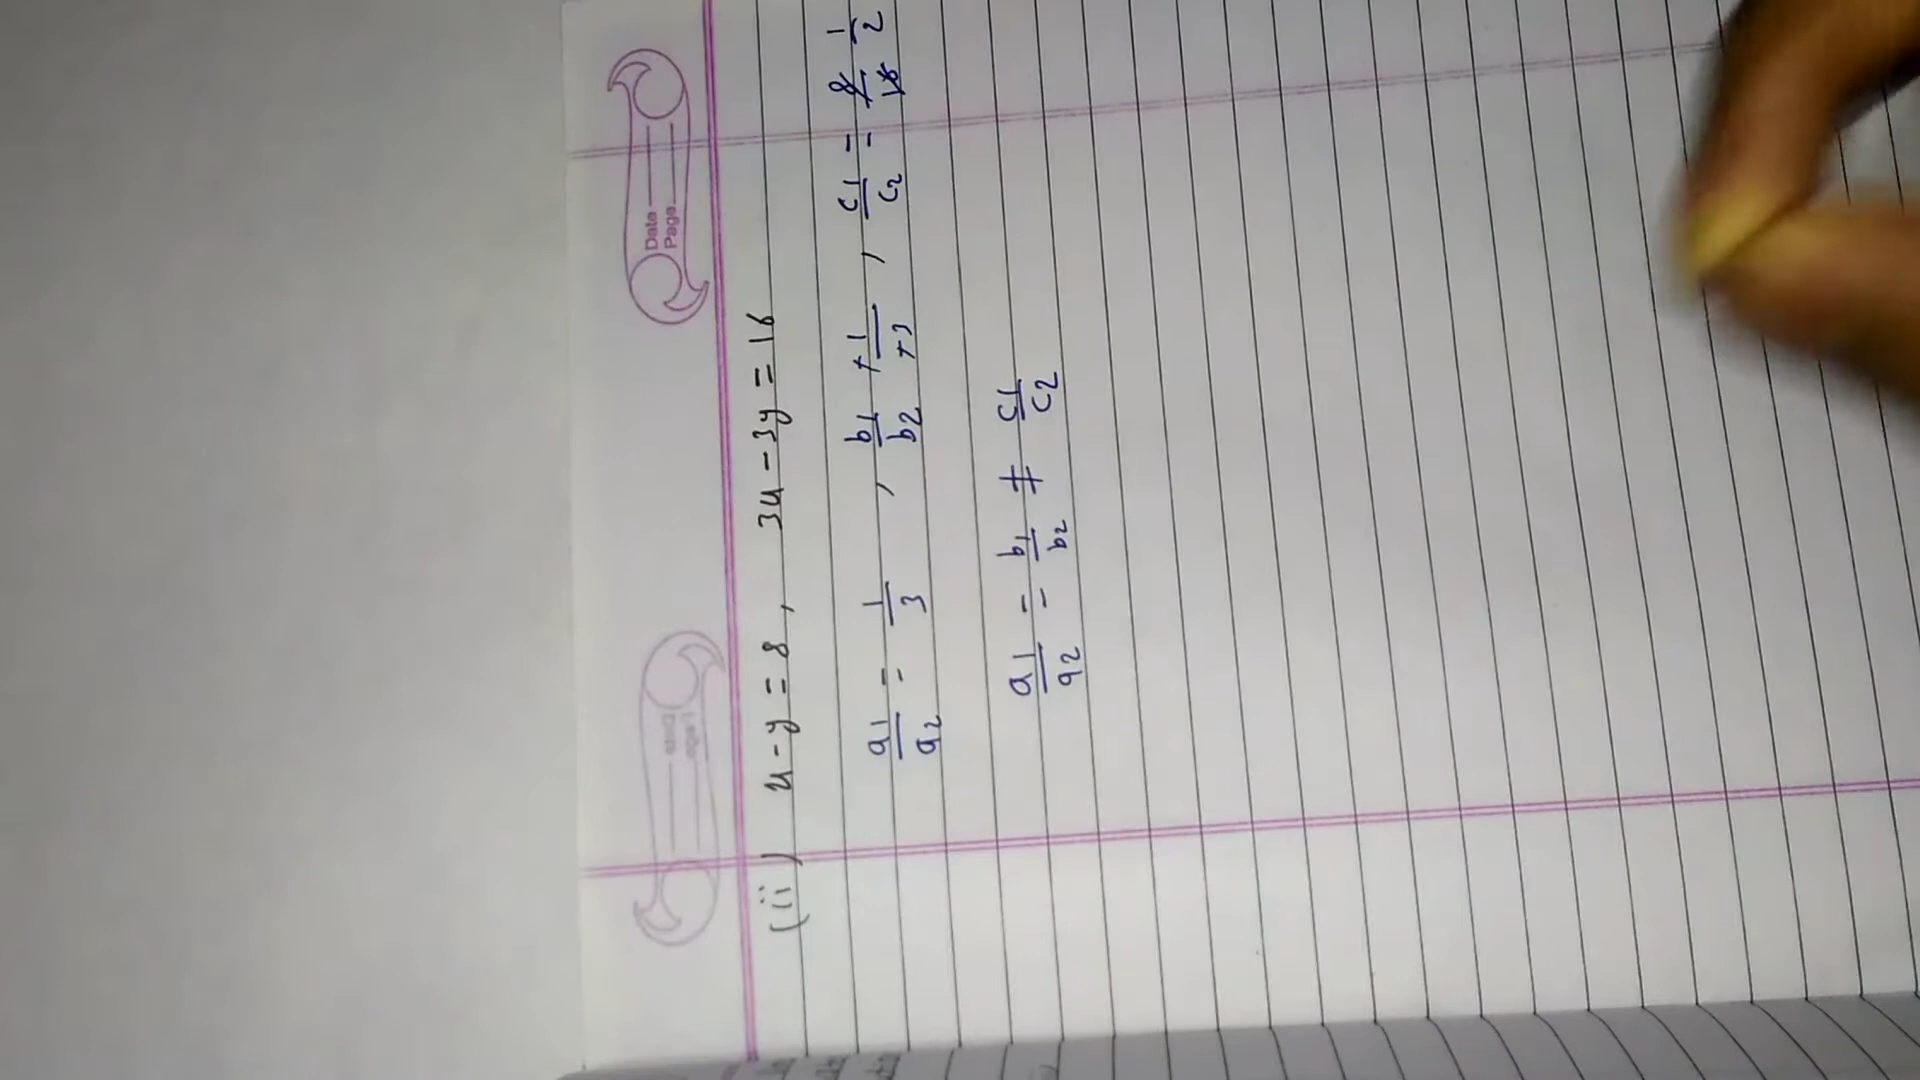 Date
Page
(ii) x - y = 8 , 3x - 3y = 16
a1/a2 = 1/3 , b1/b2 +1/+3 , c1/c2 = 8/16 1/2
a1/a2 = b1/b2 ≠ c1/c2